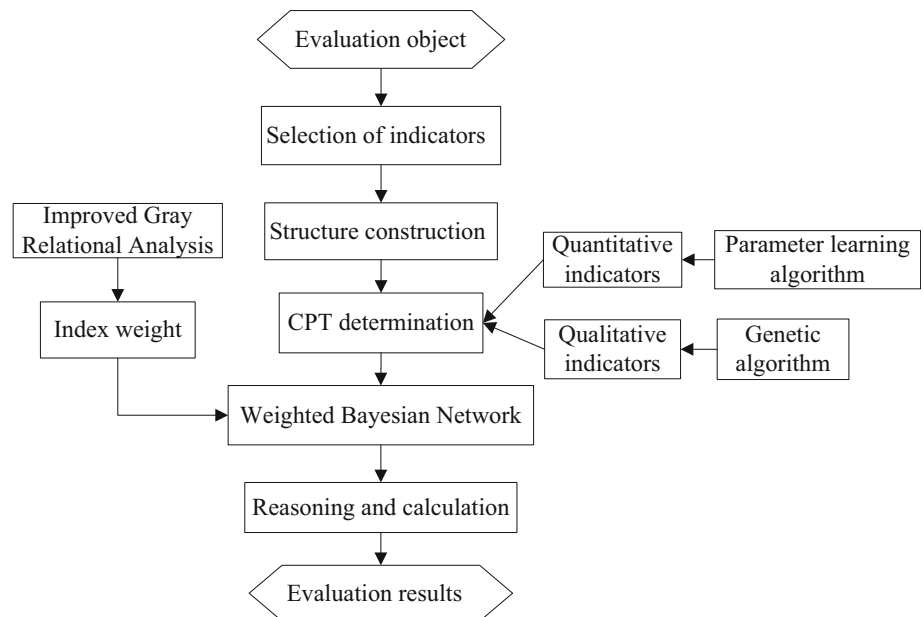 Evaluation object
Selection of indicators
Improved Gray
Relational Analysis
Structure construction
Quantitative
indicators
Parameter learning
algorithm
Index weight
CPT determination
Qualitative
indicators
Genetic
algorithm
Weighted Bayesian Network
Reasoning and calculation
Evaluation results